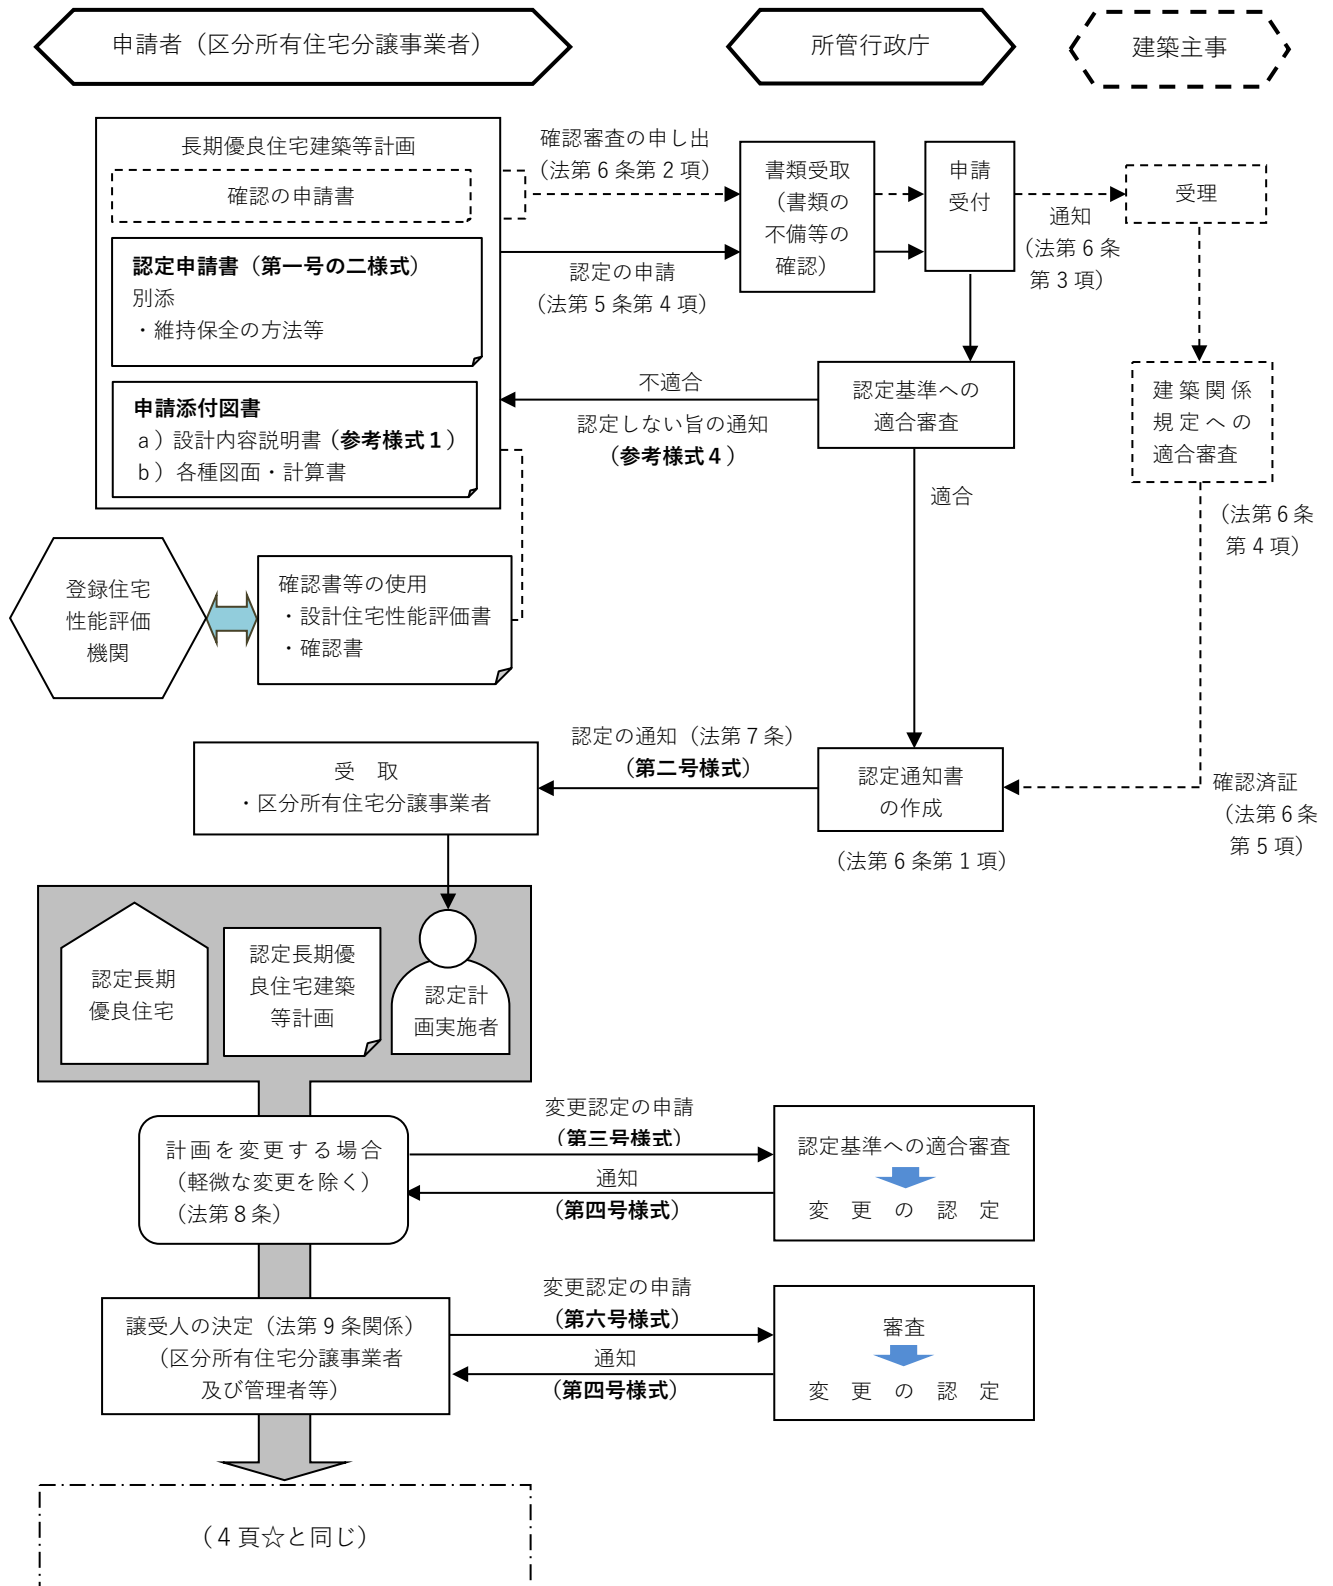 申請者（区分所有住宅分譲事業者）
所管行政庁
建築主事
長期優良住宅建築等計画
確認の申請書
認定申請書（第一号の二様式）
別添
・維持保全の方法等
申請添付図書
a）設計内容説明書（参考様式１）
b）各種図面・計算書
確認審査の申し出
（法第６条第２項）
認定の申請
（法第５条第４項）
書類受取
（書類の
不備等の
確認）
申請
受付
通知
（法第６条
第３項）
受理
不適合
認定しない旨の通知
（参考様式４）
認定基準への
適合審査
適合
建築関係
規定への
適合審査
（法第６条
第４項）
登録住宅
性能評価
機関
確認書等の使用
・設計住宅性能評価書
・確認書
受　取
・区分所有住宅分譲事業者
認定の通知（法第７条）
（第二号様式）
認定通知書
の作成
（法第６条第１項）
確認済証
（法第６条
第５項）
認定長期
優良住宅
認定長期優
良住宅建築
等計画
認定計
画実施者
計画を変更する場合
（軽微な変更を除く）
（法第８条）
変更認定の申請
（第三号様式）
通知
（第四号様式）
認定基準への適合審査
変　更　の　認　定
譲受人の決定（法第９条関係）
（区分所有住宅分譲事業者
及び管理者等）
変更認定の申請
（第六号様式）
通知
（第四号様式）
審査
変　更　の　認　定
（４頁☆と同じ）